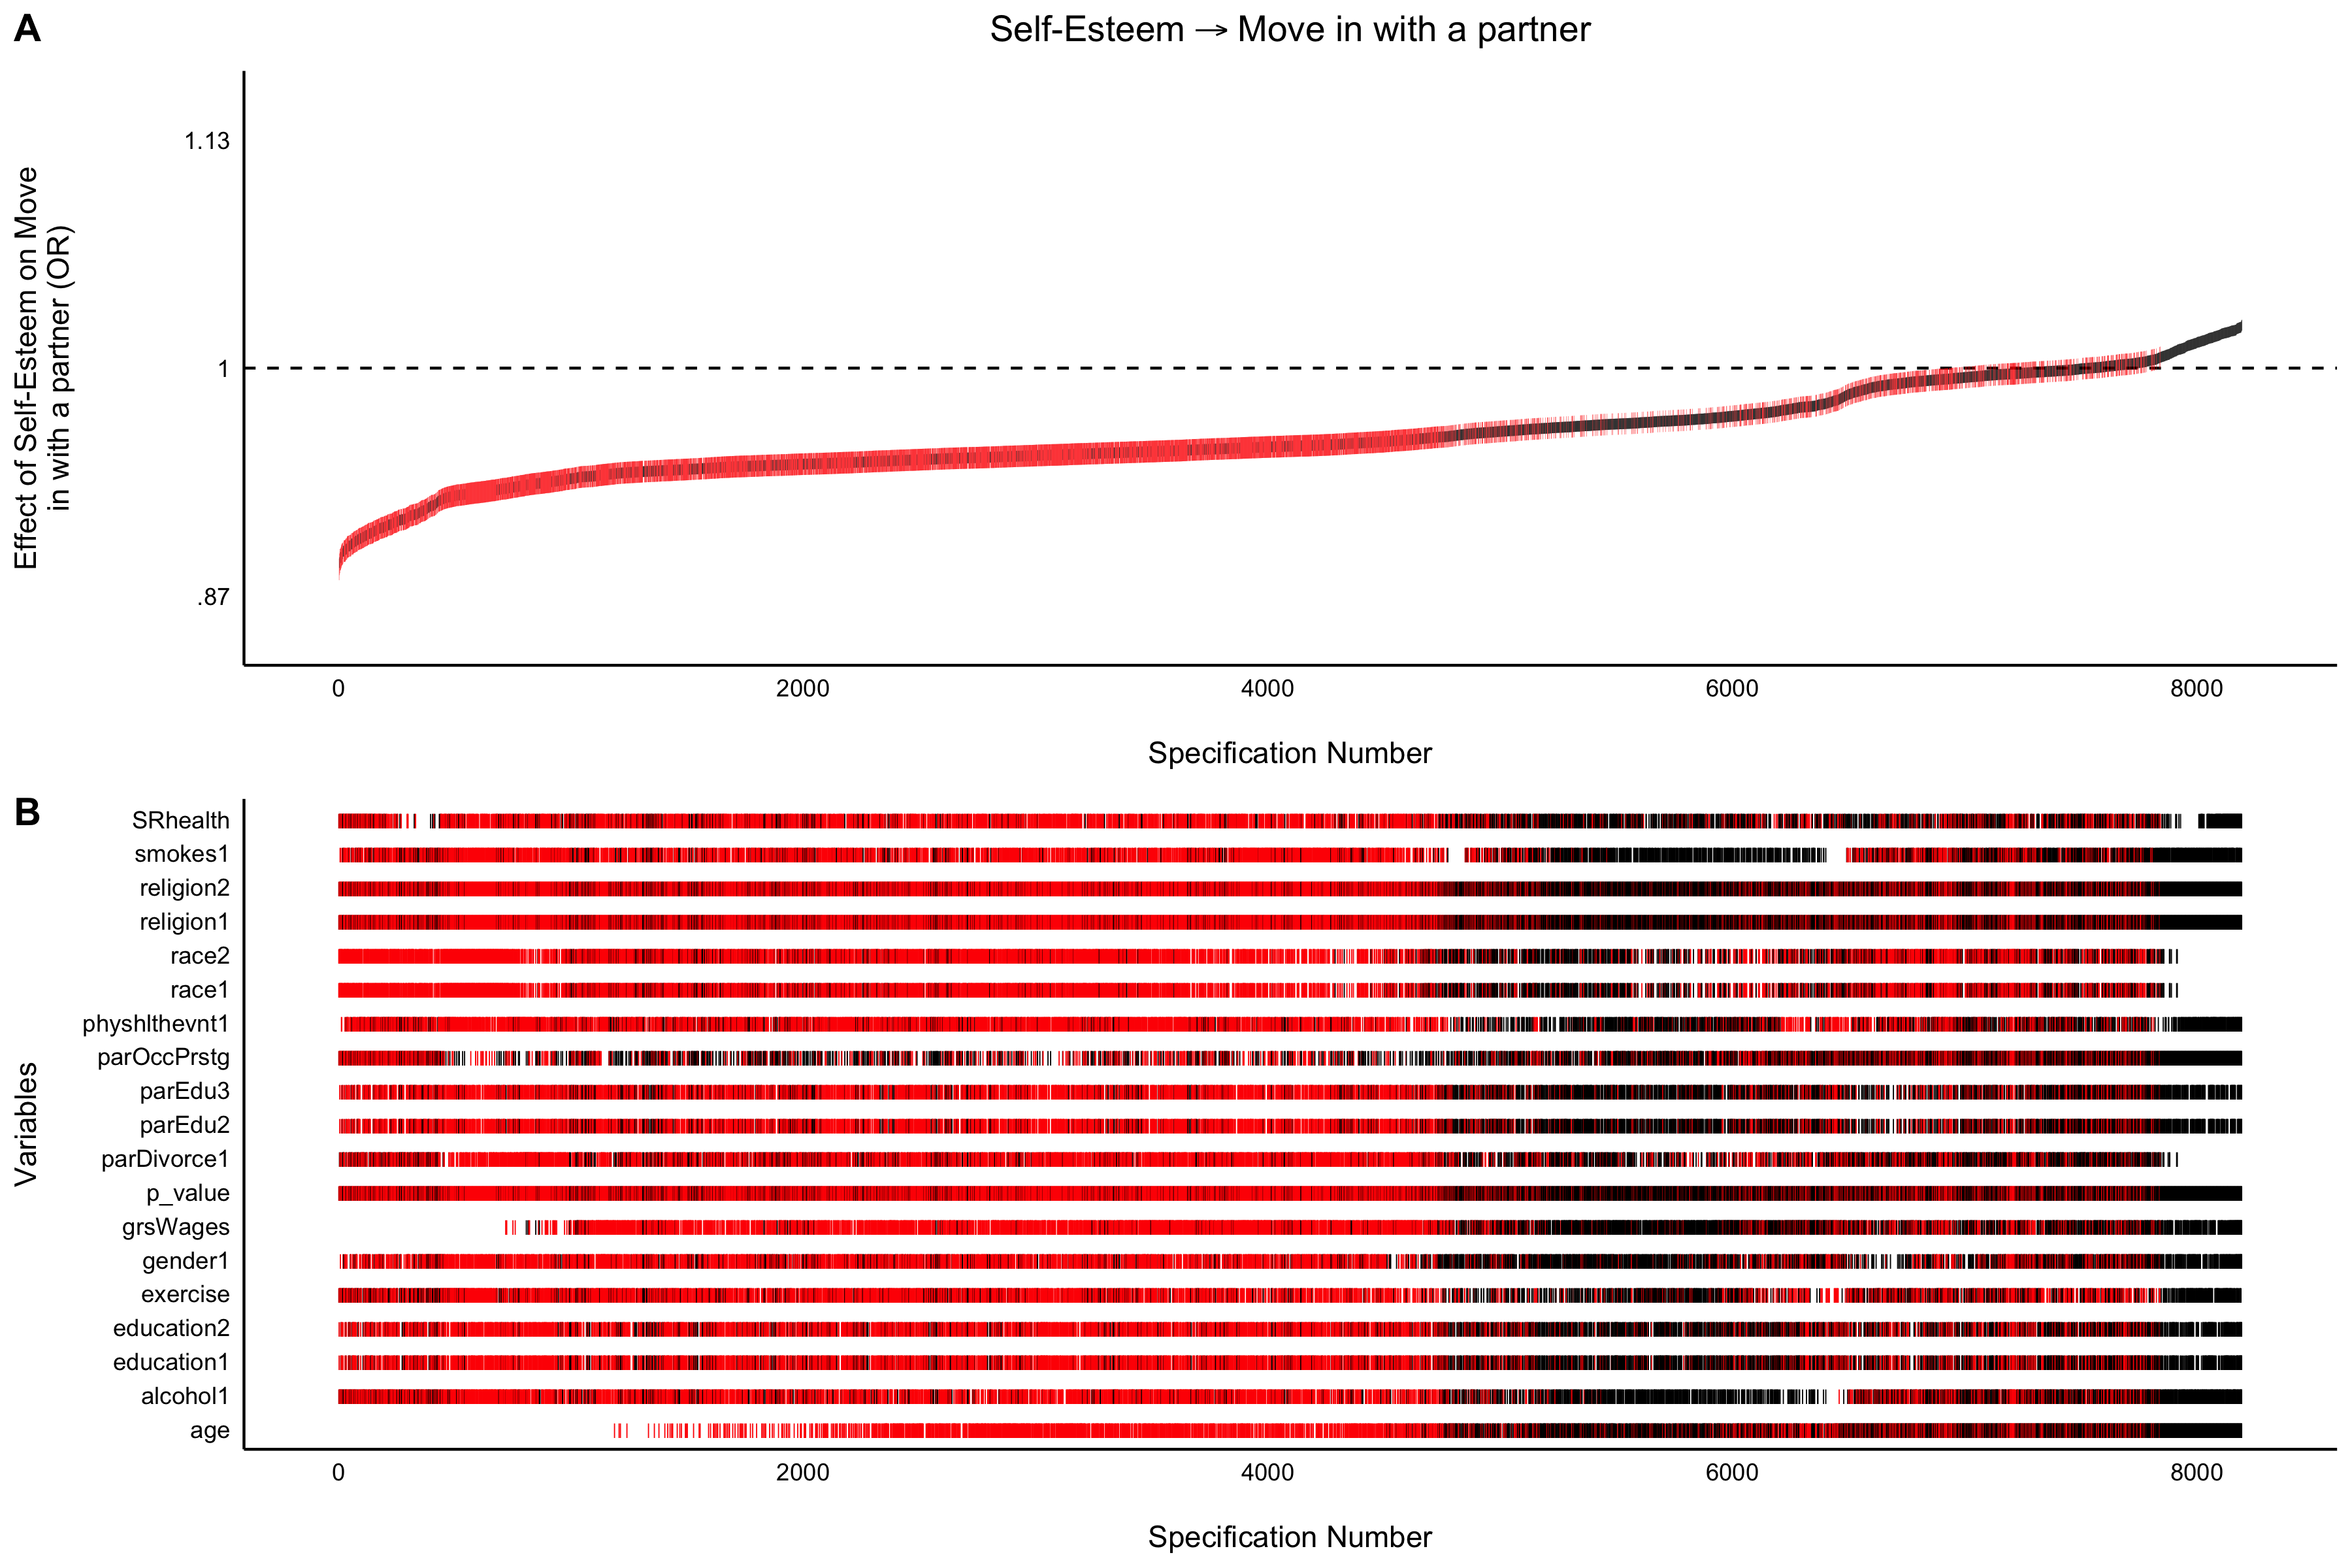 A
Self-Esteem → Move in with a partner
Effect of Self-Esteem on Move
in with a partner (OR)
1.13
1
.87
0 2000 4000 6000 8000
Specification Number
B
Variables
SRhealth
smokes1
religion2
religion1
race2
race1
physhlthevnt1
parOccPrstg
parEdu3
parEdu2
parDivorce1
p_value
grsWages
gender1
exercise
education2
education1
alcohol1
age
0 2000 4000 6000 8000
Specification Number